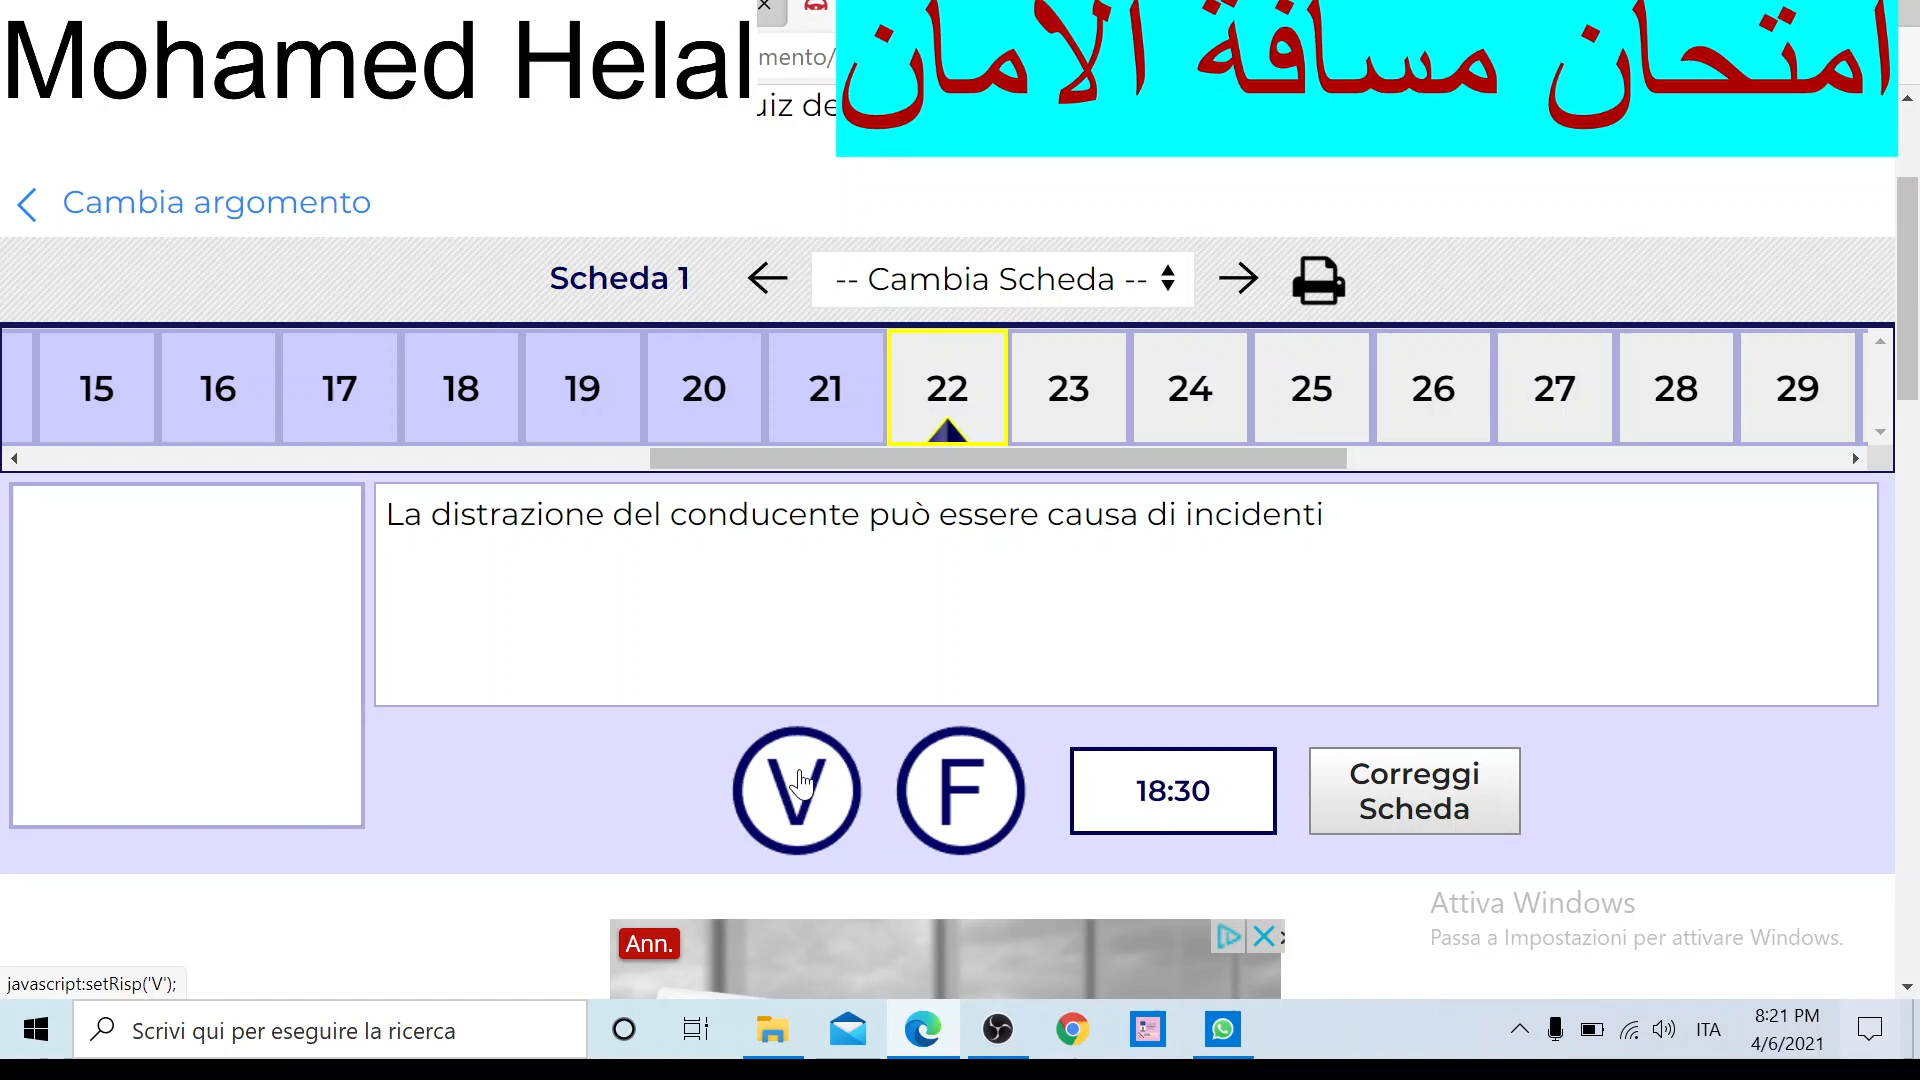 Mohamed Helal
امتحان مسافة الامان
mento/
uiz de
Cambia argomento
Scheda 1
-- Cambia Scheda --
15 16 17 18 19 20 21 22 23 24 25 26 27 28 29
La distrazione del conducente può essere causa di incidenti
V F 18:30 Correggi
Scheda
Attiva Windows
Passa a Impostazioni per attivare Windows.
Ann.
javascript:setRisp('V');
Scrivi qui per eseguire la ricerca
ITA
8:21 PM
4/6/2021